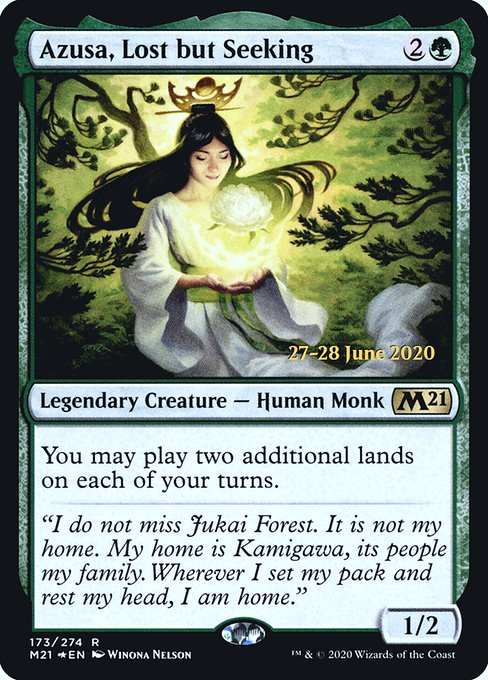 Azusa, Lost but Seeking 2
27–28 June 2020
Legendary Creature — Human Monk M21
You may play two additional lands
on each of your turns.
“I do not miss Jukai Forest. It is not my
home. My home is Kamigawa, its people
my family. Wherever I set my pack and
rest my head, I am home.”
1/2
173/274 R
M21 ★ EN Winona Nelson ™ & © 2020 Wizards of the Coast